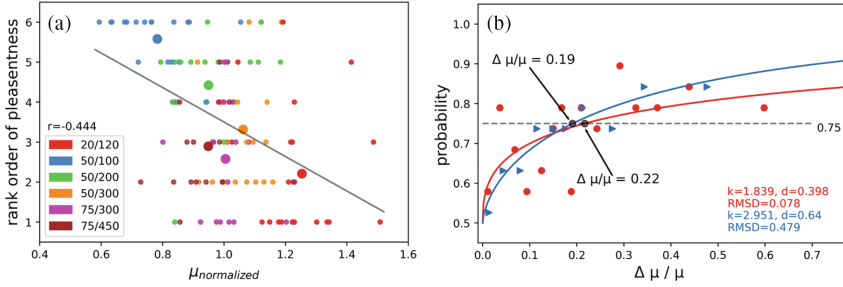 (a)
rank order of pleasentness
6
5
4
3
2
1
r=-0.444
20/120
50/100
50/200
50/300
75/300
75/450
0.4 0.6 0.8 1.0 1.2 1.4 1.6
μnormalized
(b)
probability
1.0
0.9
0.8
0.7
0.6
0.5
Δ μ/μ = 0.19
Δ μ/μ = 0.22
0.75
k=1.839, d=0.398
RMSD=0.078
k=2.951, d=0.64
RMSD=0.479
0.0 0.1 0.2 0.3 0.4 0.5 0.6 0.7
Δ μ / μ